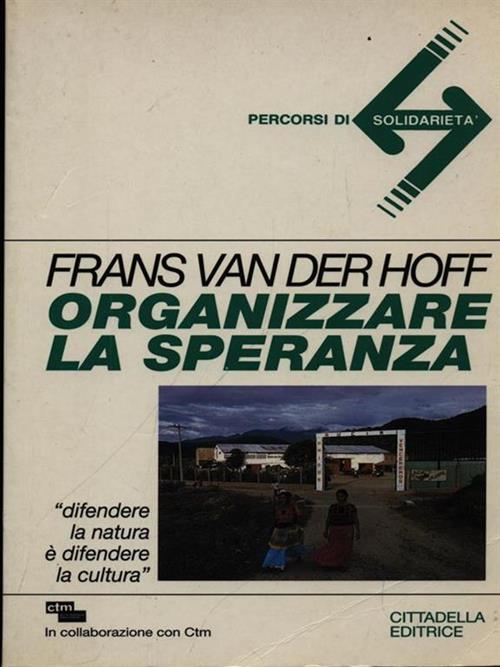 PERCORSI DI SOLIDARIETA'
FRANS VAN DER HOFF
ORGANIZZARE
LA SPERANZA
"difendere
la natura
è difendere
la cultura"
ctm
In collaborazione con Ctm
CITTADELLA
EDITRICE